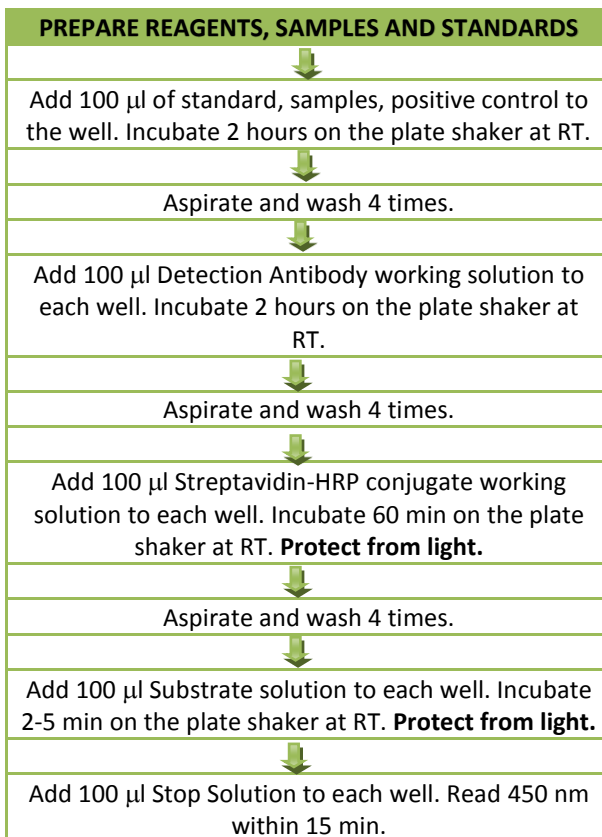 PREPARE REAGENTS, SAMPLES AND STANDARDS
Add 100 μl of standard, samples, positive control to
the well. Incubate 2 hours on the plate shaker at RT.
Aspirate and wash 4 times.
Add 100 μl Detection Antibody working solution to
each well. Incubate 2 hours on the plate shaker at
RT.
Aspirate and wash 4 times.
Add 100 μl Streptavidin-HRP conjugate working
solution to each well. Incubate 60 min on the plate
shaker at RT. Protect from light.
Aspirate and wash 4 times.
Add 100 μl Substrate solution to each well. Incubate
2-5 min on the plate shaker at RT. Protect from light.
Add 100 μl Stop Solution to each well. Read 450 nm
within 15 min.